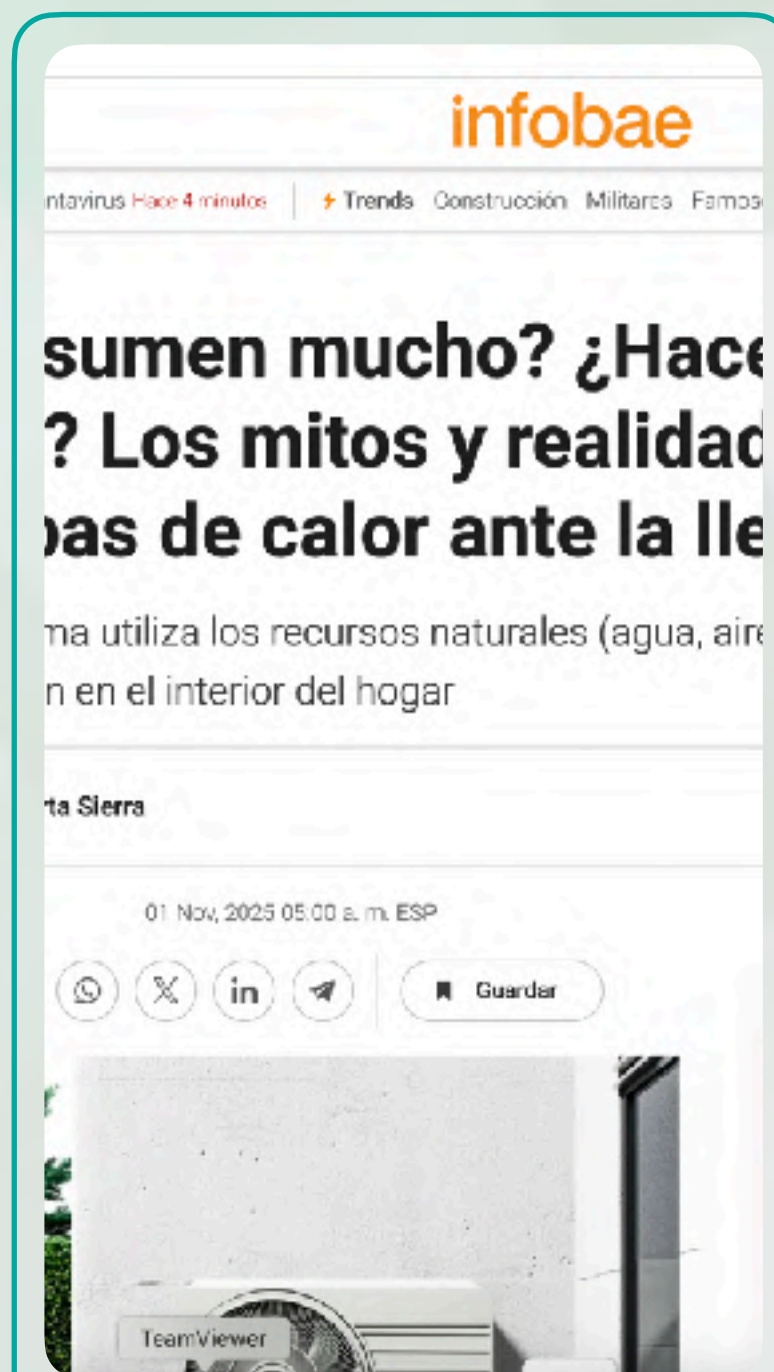 infobae
ntavirus Hace 4 minutos Trends Construcción Militares Famos
sumen mucho? ¿Hace
? Los mitos y realidad
bas de calor ante la lle
ma utiliza los recursos naturales (agua, aire
n en el interior del hogar
rta Sierra
01 Nov, 2025 05:00 a. m. ESP
in Guardar
TeamViewer